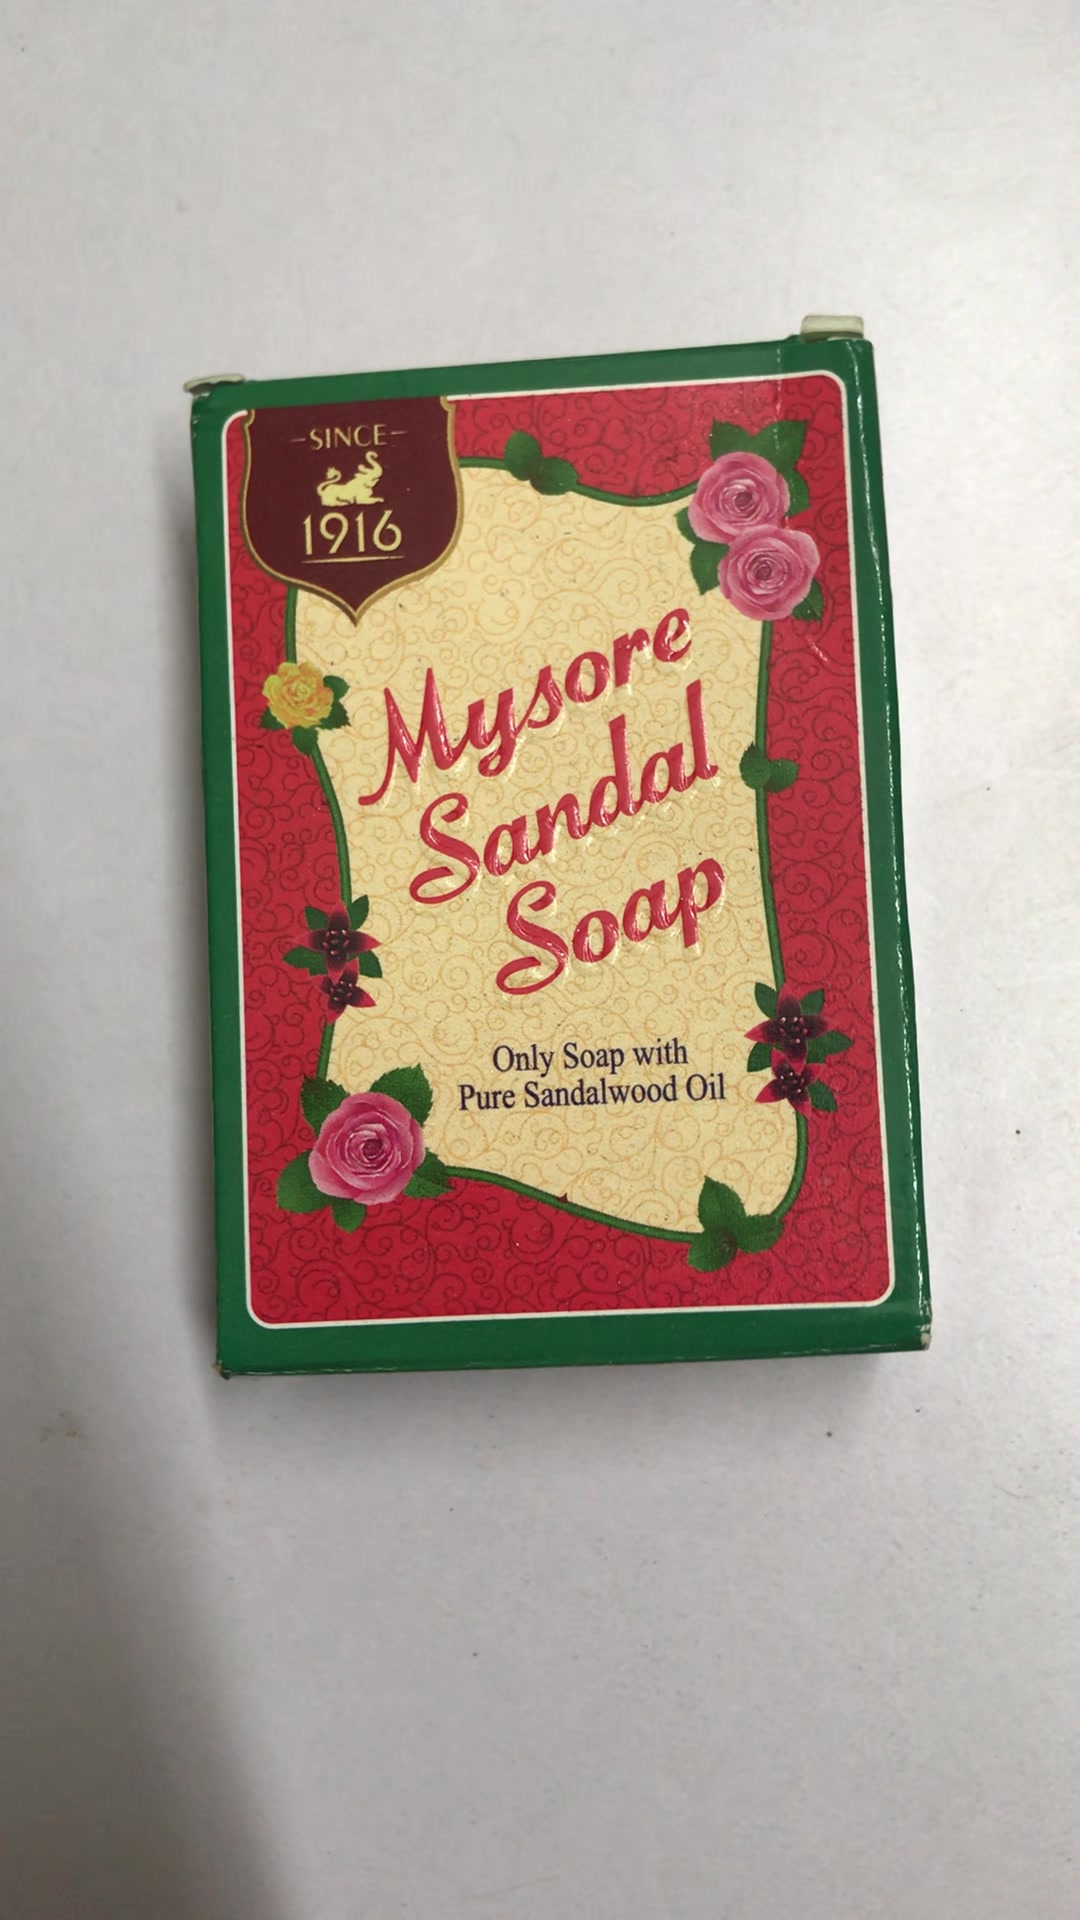 -SINCE-
1916
Mysore
Sandal
Soap
Only Soap with
Pure Sandalwood Oil